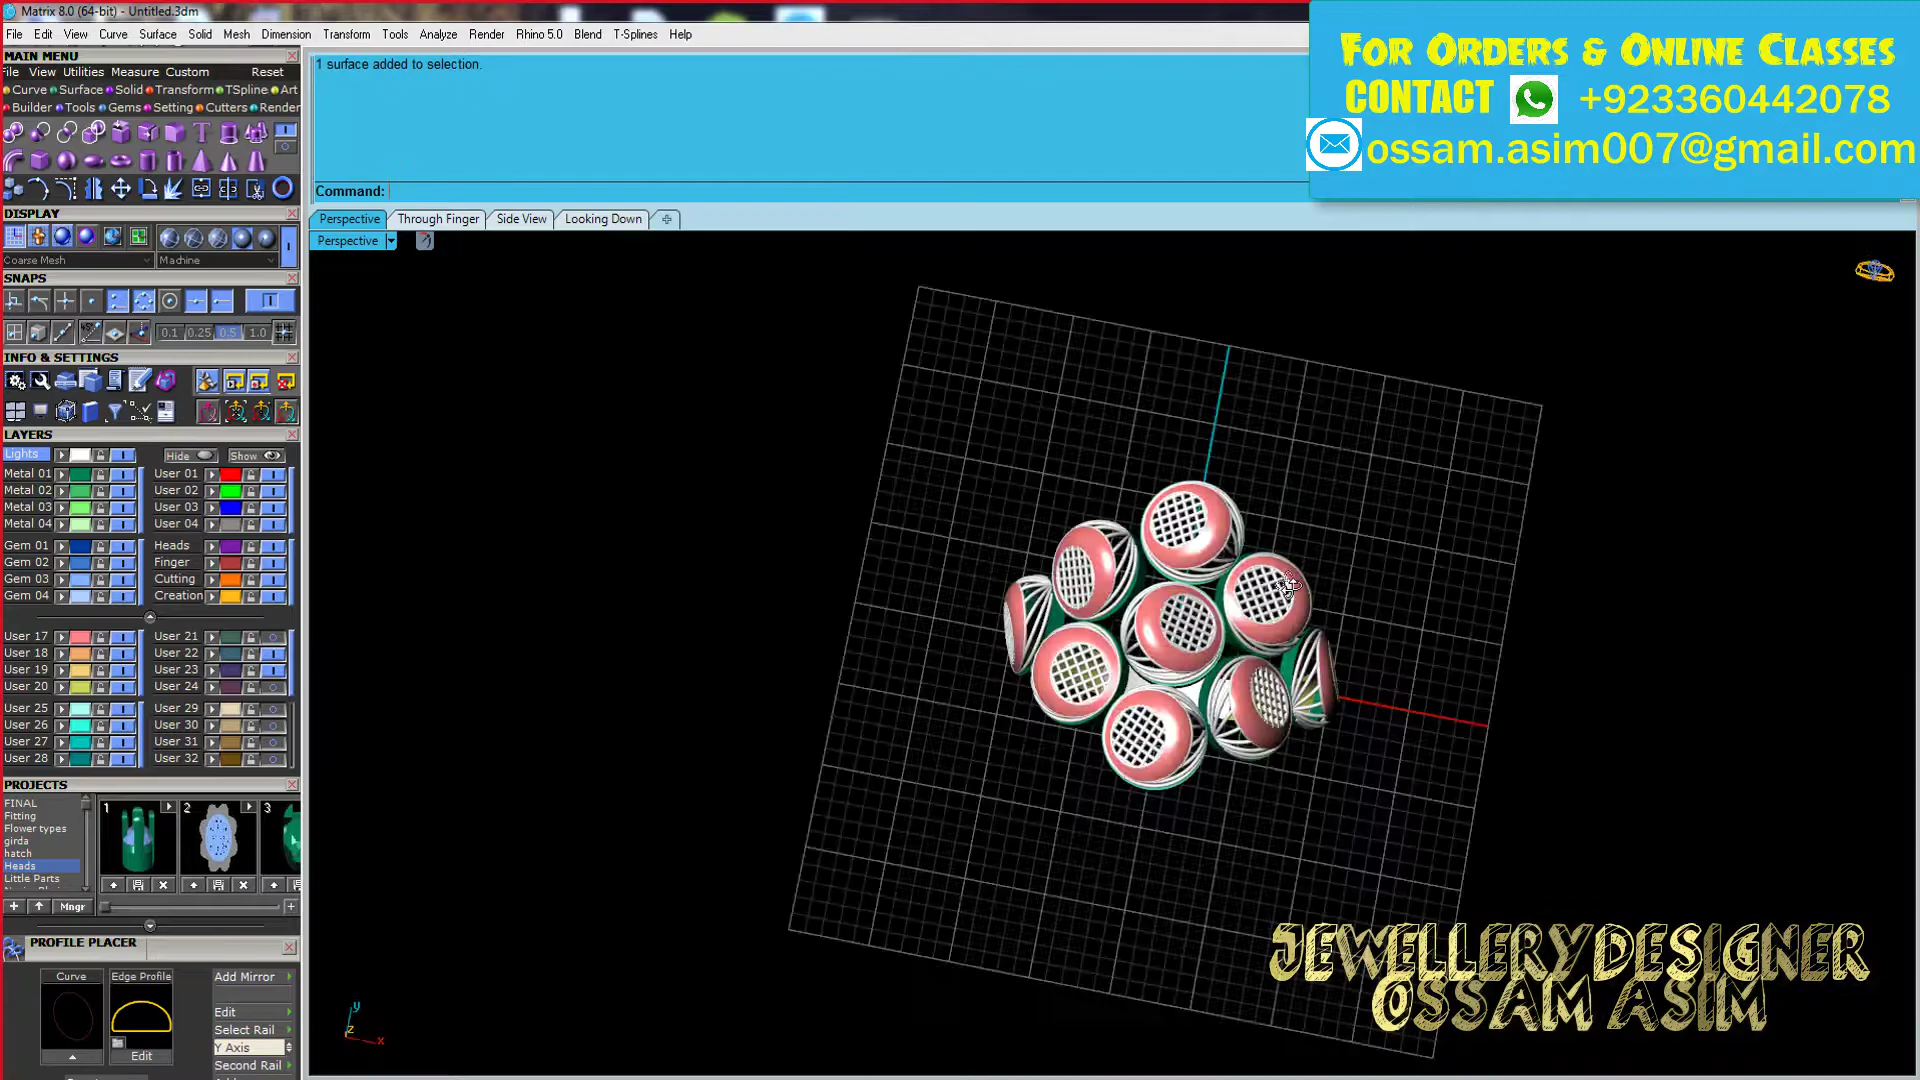 Matrix 8.0 (64-bit) - Untitled.3dm
File Edit View Curve Surface Solid Mesh Dimension Transform Tools Analyze Render Rhino 5.0 Blend T-Splines Help
For Orders & Online Classes
CONTACT +923360442078
ossam.asim007@gmail.com
MAIN MENU
File View Utilities Measure Custom Reset
Curve Surface Solid Transform TSpline Art
Builder Tools Gems Setting Cutters Render
1 surface added to selection.
Command:
DISPLAY
Coarse Mesh Machine
Perspective Through Finger Side View Looking Down
Perspective
SNAPS
0.1 0.25 0.5 1.0
INFO & SETTINGS
LAYERS
Lights Hide Show
Metal 01 User 01
Metal 02 User 02
Metal 03 User 03
Metal 04 User 04
Gem 01 Heads
Gem 02 Finger
Gem 03 Cutting
Gem 04 Creation
User 17 User 21
User 18 User 22
User 19 User 23
User 20 User 24
User 25 User 29
User 26 User 30
User 27 User 31
User 28 User 32
PROJECTS
FINAL
Fitting
Flower types
girda
hatch
Heads
Little Parts
1 2 3
Mngr
PROFILE PLACER
Curve Edge Profile Add Mirror
Edit
Select Rail
Y Axis
Edit
Second Rail
y
z
x
JEWELLERY DESIGNER
OSSAM ASIM